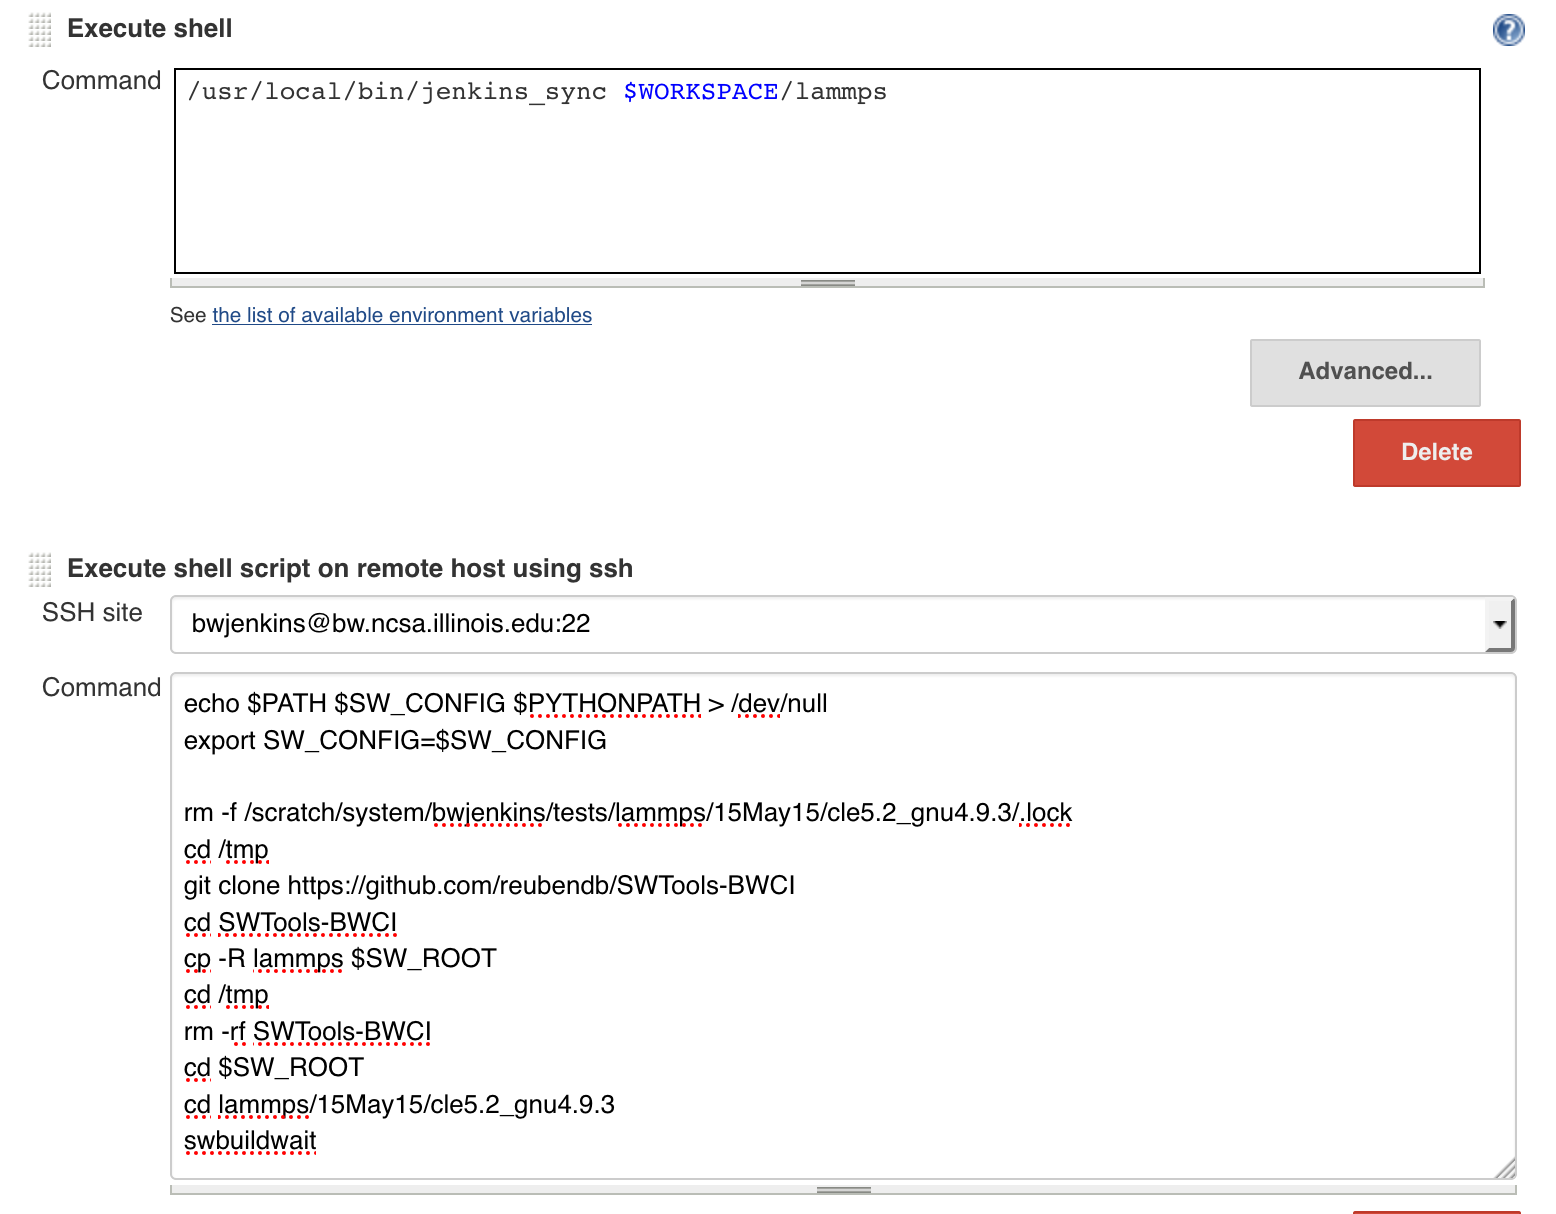 Execute shell
?
Command
/usr/local/bin/jenkins_sync $WORKSPACE/lammps
See the list of available environment variables
Advanced...
Delete
Execute shell script on remote host using ssh
SSH site
bwjenkins@bw.ncsa.illinois.edu:22
Command
echo $PATH $SW_CONFIG $PYTHONPATH > /dev/null
export SW_CONFIG=$SW_CONFIG
rm -f /scratch/system/bwjenkins/tests/lammps/15May15/cle5.2_gnu4.9.3/.lock
cd /tmp
git clone https://github.com/reubendb/SWTools-BWCI
cd SWTools-BWCI
cp -R lammps $SW_ROOT
cd /tmp
rm -rf SWTools-BWCI
cd $SW_ROOT
cd lammps/15May15/cle5.2_gnu4.9.3
swbuildwait